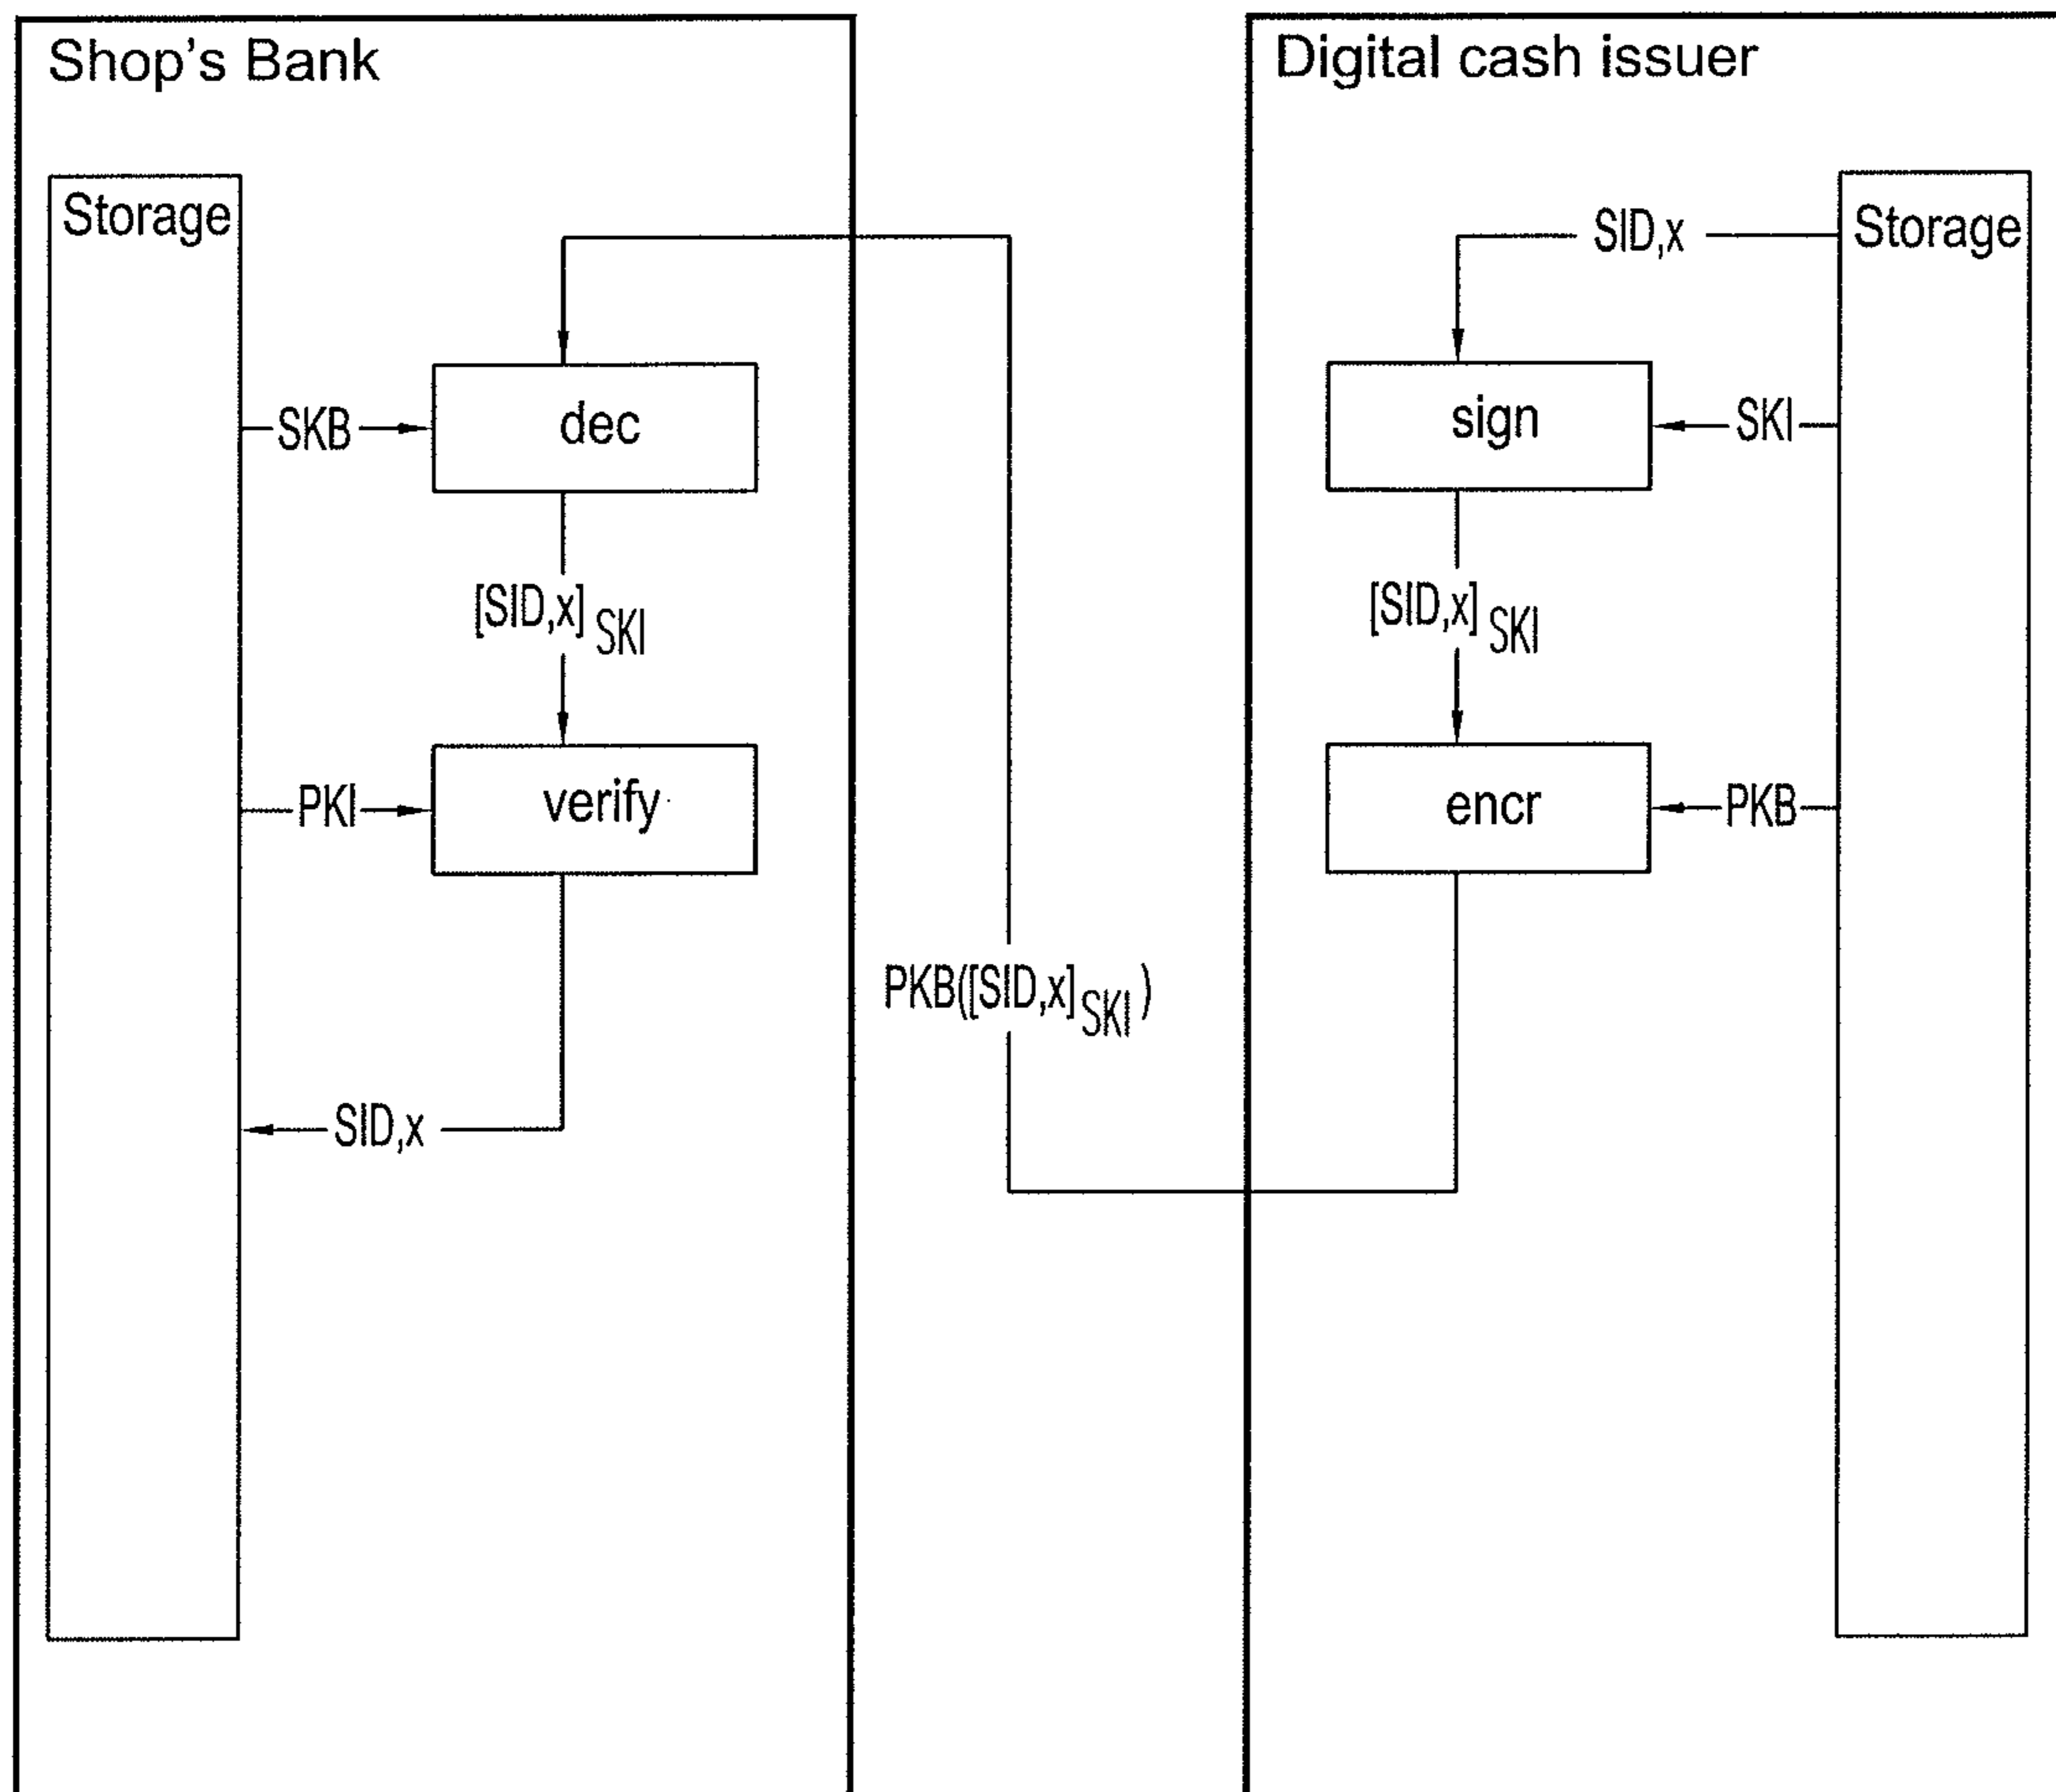 Shop's Bank
Storage
SKB
dec
[SID,x] SKI
PKI
verify
SID,x
PKB([SID,x]SKI)
Digital cash issuer
Storage
SID,x
sign
SKI
[SID,x] SKI
encr
PKB